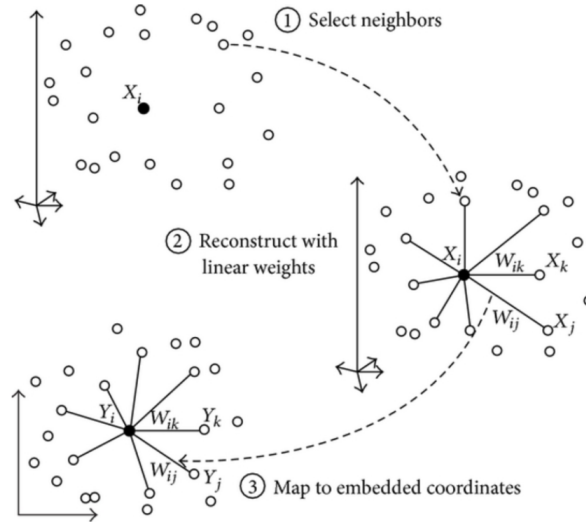 ① Select neighbors
X_i
② Reconstruct with
linear weights
X_i
W_ik
X_k
W_ij
X_j
Y_i
W_ik
Y_k
W_ij
Y_j
③ Map to embedded coordinates